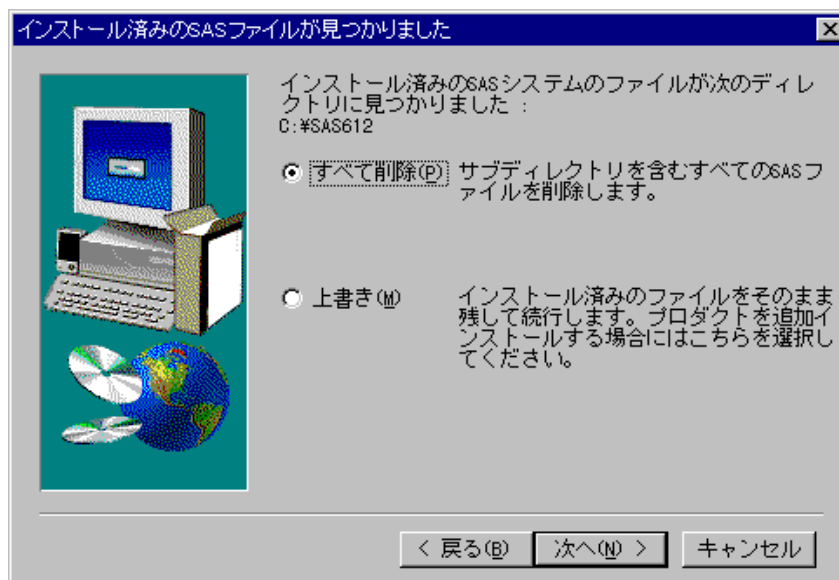 インストール済みのSASファイルが見つかりました
インストール済みのSASシステムのファイルが次のディレ
クトリに見つかりました :
C:¥SAS612
すべて削除(P) サブディレクトリを含むすべてのSASフ
ァイルを削除します。
上書き(M) インストール済みのファイルをそのまま
残して続行します。プロダクトを追加イ
ンストールする場合にはこちらを選択し
てください。
< 戻る(B) 次へ(N) > キャンセル